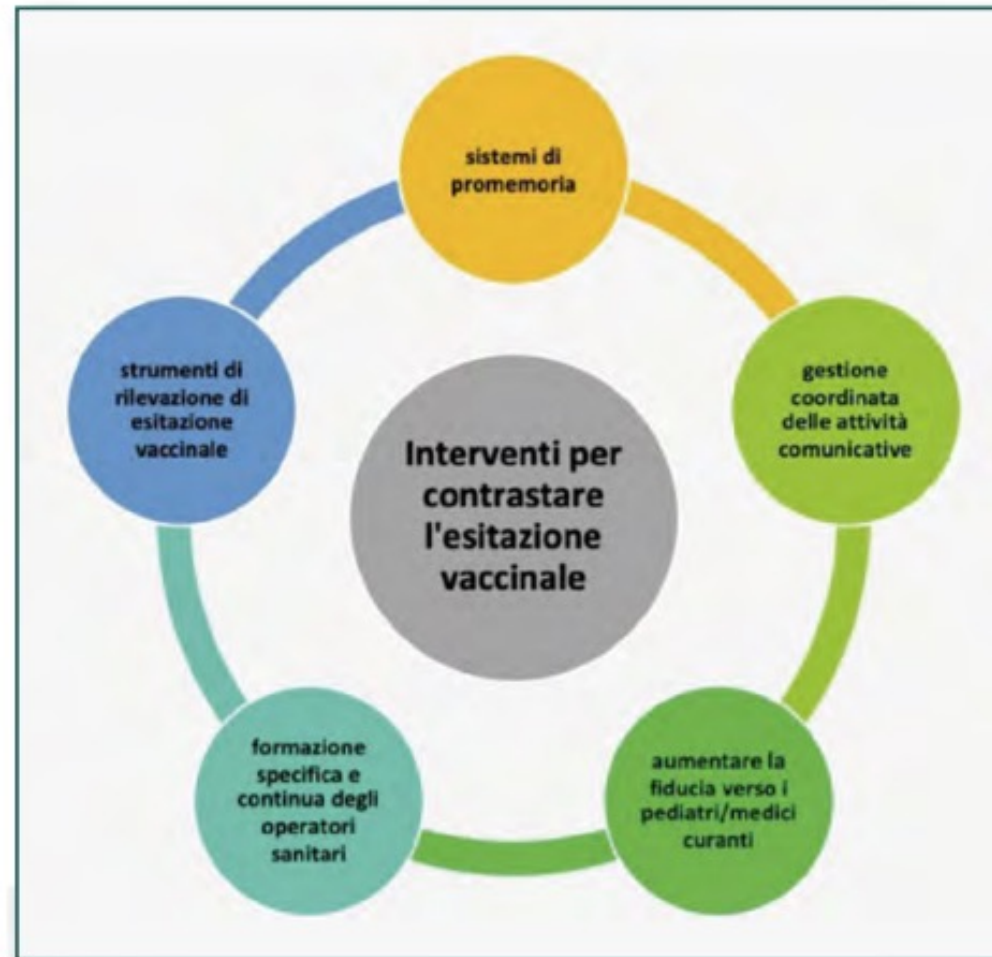 sistemi di
promemoria
gestione
coordinata
delle attività
comunicative
aumentare la
fiducia verso i
pediatri/medici
curanti
formazione
specifica e
continua degli
operatori
sanitari
strumenti di
rilevazione di
esitazione
vaccinale
Interventi per
contrastare
l'esitazione
vaccinale